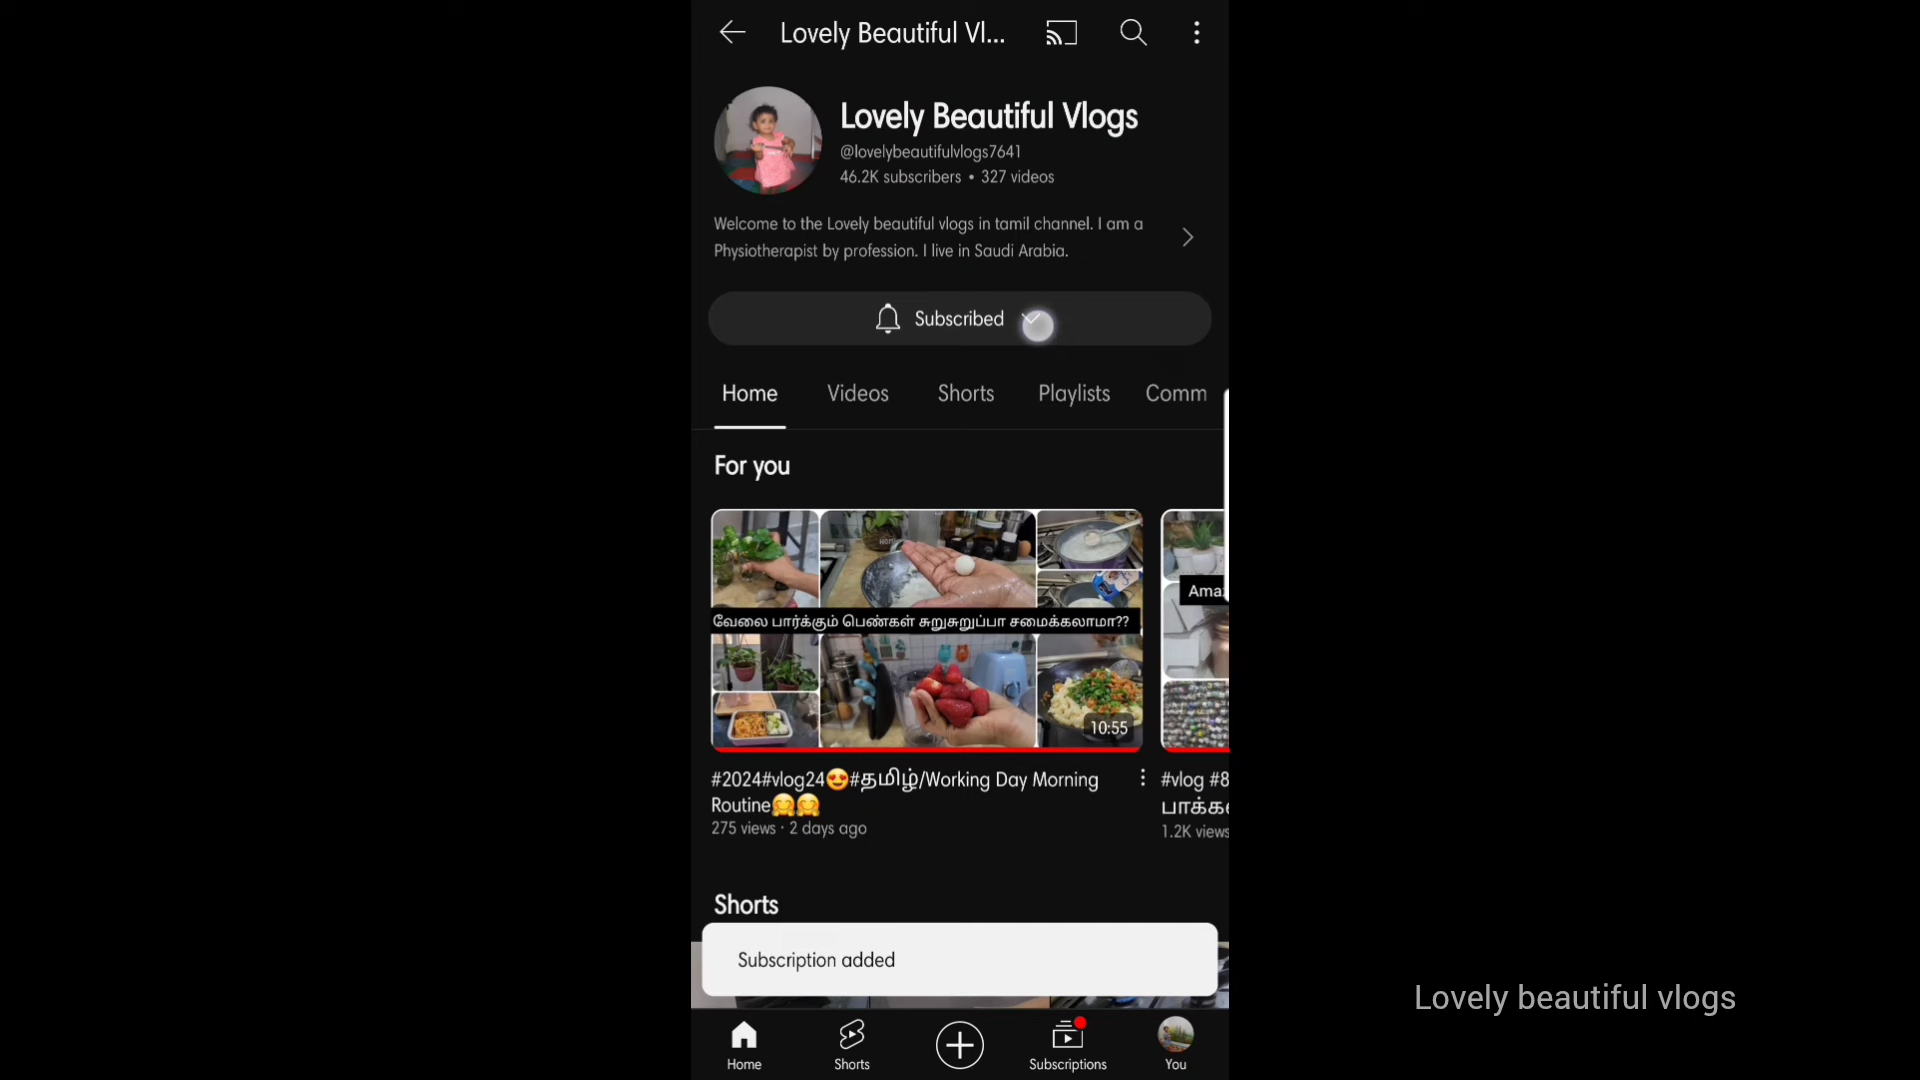 Lovely Beautiful Vl...
Lovely Beautiful Vlogs
@lovelybeautifulvlogs7641
46.2K subscribers • 327 videos
Welcome to the Lovely beautiful vlogs in tamil channel. I am a
Physiotherapist by profession. I live in Saudi Arabia.
Subscribed
Home
Videos
Shorts
Playlists
Comm
For you
வேலை பார்க்கும் பெண்கள் சுறுசுறுப்பா சமைக்கலாமா??
10:55
Ama
#2024#vlog24😍#தமிழ்/Working Day Morning
Routine🤗🤗
275 views · 2 days ago
#vlog #8
பாக்க
1.2K views
Shorts
Subscription added
Home
Shorts
Subscriptions
You
Lovely beautiful vlogs